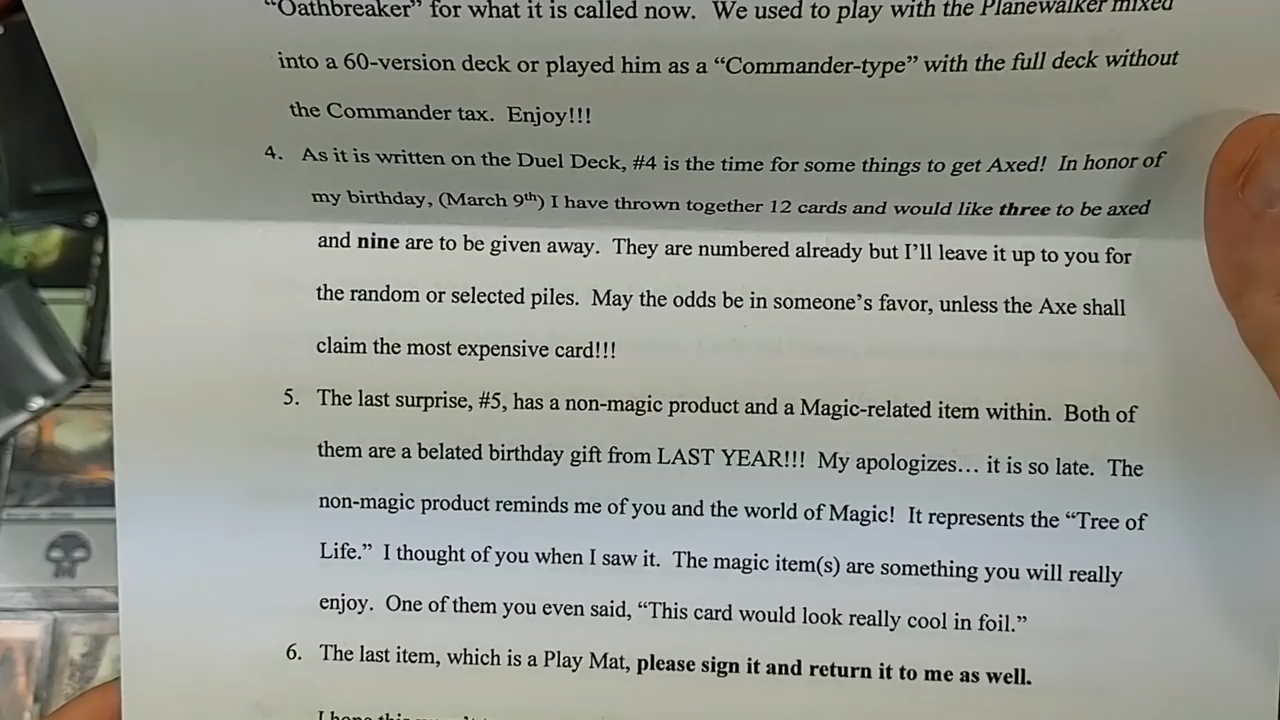 "Oathbreaker" for what it is called now. We used to play with the Planewalker mixed
into a 60-version deck or played him as a "Commander-type" with the full deck without
the Commander tax. Enjoy!!!
4. As it is written on the Duel Deck, #4 is the time for some things to get Axed! In honor of
my birthday, (March 9th) I have thrown together 12 cards and would like three to be axed
and nine are to be given away. They are numbered already but I'll leave it up to you for
the random or selected piles. May the odds be in someone's favor, unless the Axe shall
claim the most expensive card!!!
5. The last surprise, #5, has a non-magic product and a Magic-related item within. Both of
them are a belated birthday gift from LAST YEAR!!! My apologizes... it is so late. The
non-magic product reminds me of you and the world of Magic! It represents the "Tree of
Life." I thought of you when I saw it. The magic item(s) are something you will really
enjoy. One of them you even said, "This card would look really cool in foil."
6. The last item, which is a Play Mat, please sign it and return it to me as well.
I hope this